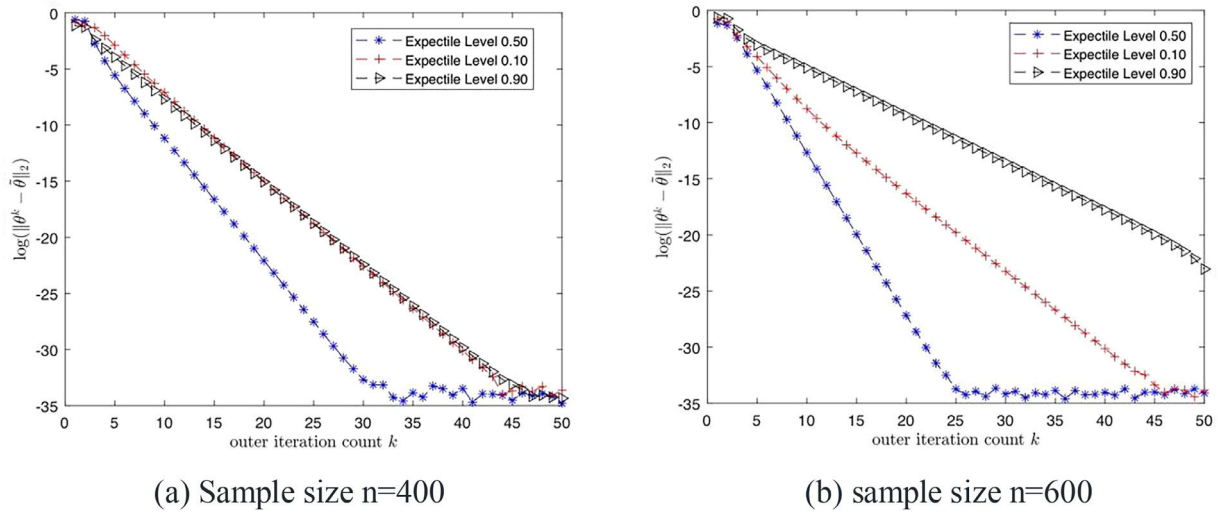 0
-5
-10
-15
-20
-25
-30
-35
log(‖θ^k − θ̃‖₂)
Expectile Level 0.50
Expectile Level 0.10
Expectile Level 0.90
0 5 10 15 20 25 30 35 40 45 50
outer iteration count k
(a) Sample size n=400
0
-5
-10
-15
-20
-25
-30
-35
log(‖θ^k − θ̃‖₂)
Expectile Level 0.50
Expectile Level 0.10
Expectile Level 0.90
0 5 10 15 20 25 30 35 40 45 50
outer iteration count k
(b) sample size n=600